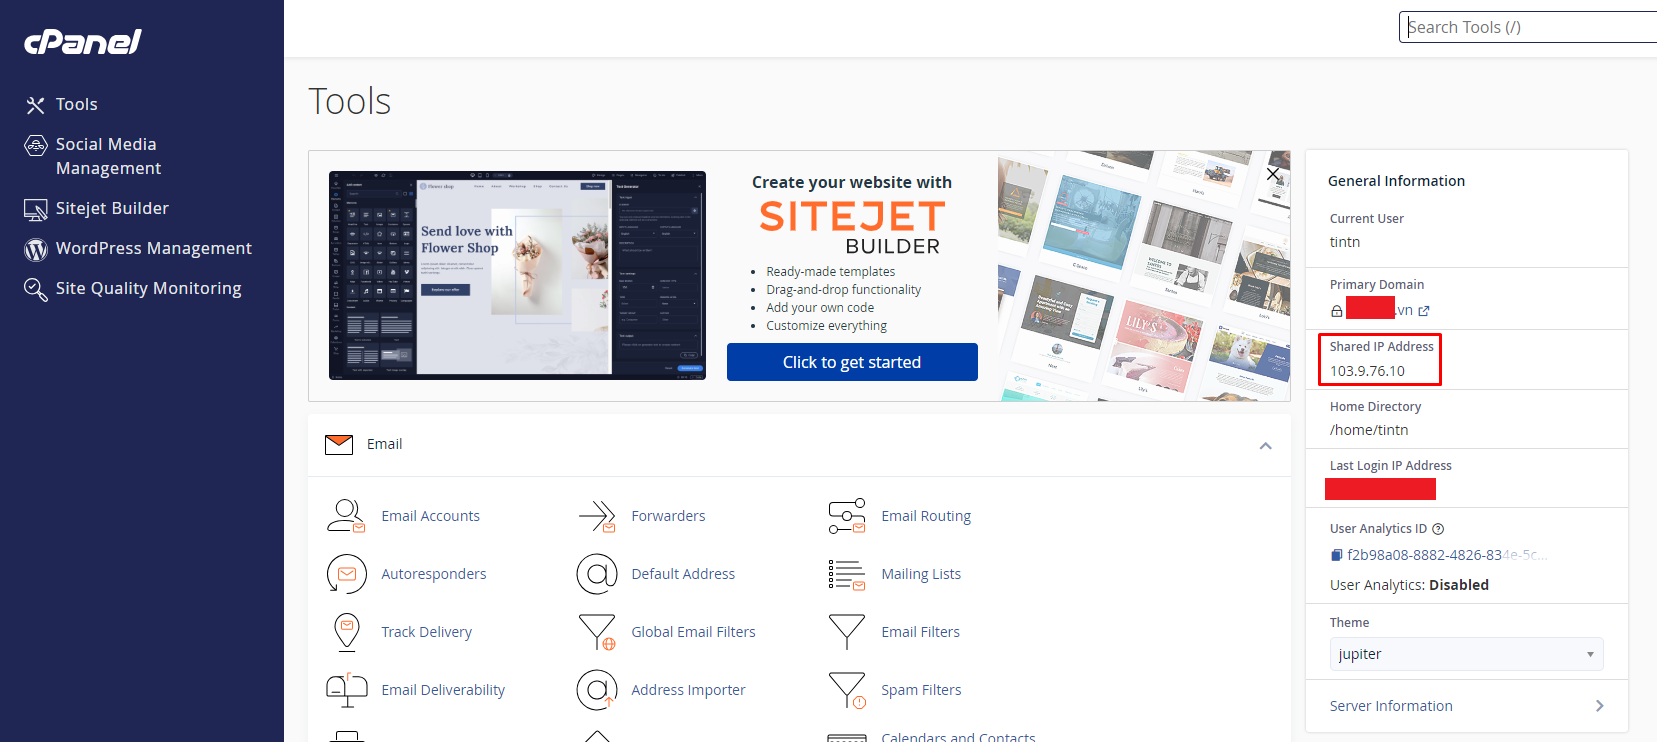 cPanel
Search Tools (/)
Tools
Social Media
Management
Sitejet Builder
WordPress Management
Site Quality Monitoring
Tools
flower shop
Send love with
Flower Shop
Create your website with
SITEJET
BUILDER
• Ready-made templates
• Drag-and-drop functionality
• Add your own code
• Customize everything
Click to get started
LILY'S
General Information
Current User
tintn
Primary Domain
.vn
Shared IP Address
103.9.76.10
Home Directory
/home/tintn
Last Login IP Address
User Analytics ID
f2b98a08-8882-4826-834e-5c...
User Analytics: Disabled
Theme
jupiter
Server Information
Email
Email Accounts
Forwarders
Email Routing
Autoresponders
Default Address
Mailing Lists
Track Delivery
Global Email Filters
Email Filters
Email Deliverability
Address Importer
Spam Filters
Calendars and Contacts